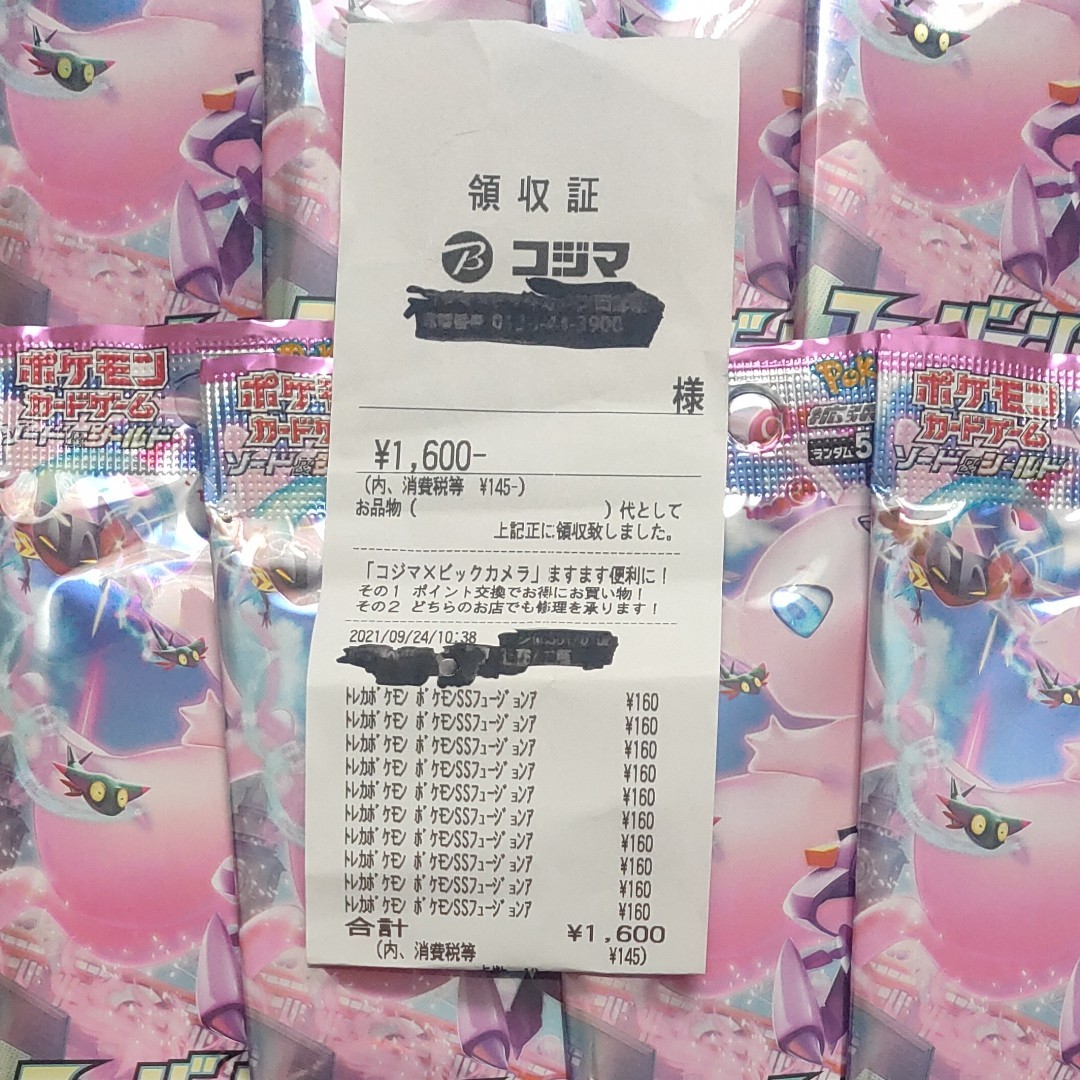 領収証
B コジマ
様
¥1,600-
(内、消費税等 ¥145-)
お品物 ( ) 代として
上記正に領収致しました。
「コジマ×ビックカメラ」ますます便利に!
その1 ポイント交換でお得にお買い物!
その2 どちらのお店でも修理を承ります!
2021/09/24/10:38
トレカポケモン ポケモンSSフュージョンア ¥160
トレカポケモン ポケモンSSフュージョンア ¥160
トレカポケモン ポケモンSSフュージョンア ¥160
トレカポケモン ポケモンSSフュージョンア ¥160
トレカポケモン ポケモンSSフュージョンア ¥160
トレカポケモン ポケモンSSフュージョンア ¥160
トレカポケモン ポケモンSSフュージョンア ¥160
トレカポケモン ポケモンSSフュージョンア ¥160
トレカポケモン ポケモンSSフュージョンア ¥160
トレカポケモン ポケモンSSフュージョンア ¥160
合計 ¥1,600
(内、消費税等 ¥145)
ポケモン
カードゲーム
ソード&シールド
ポケモン
カードゲーム
ソード&
ランダム5
ポケモン
カードゲーム
ソード&シールド